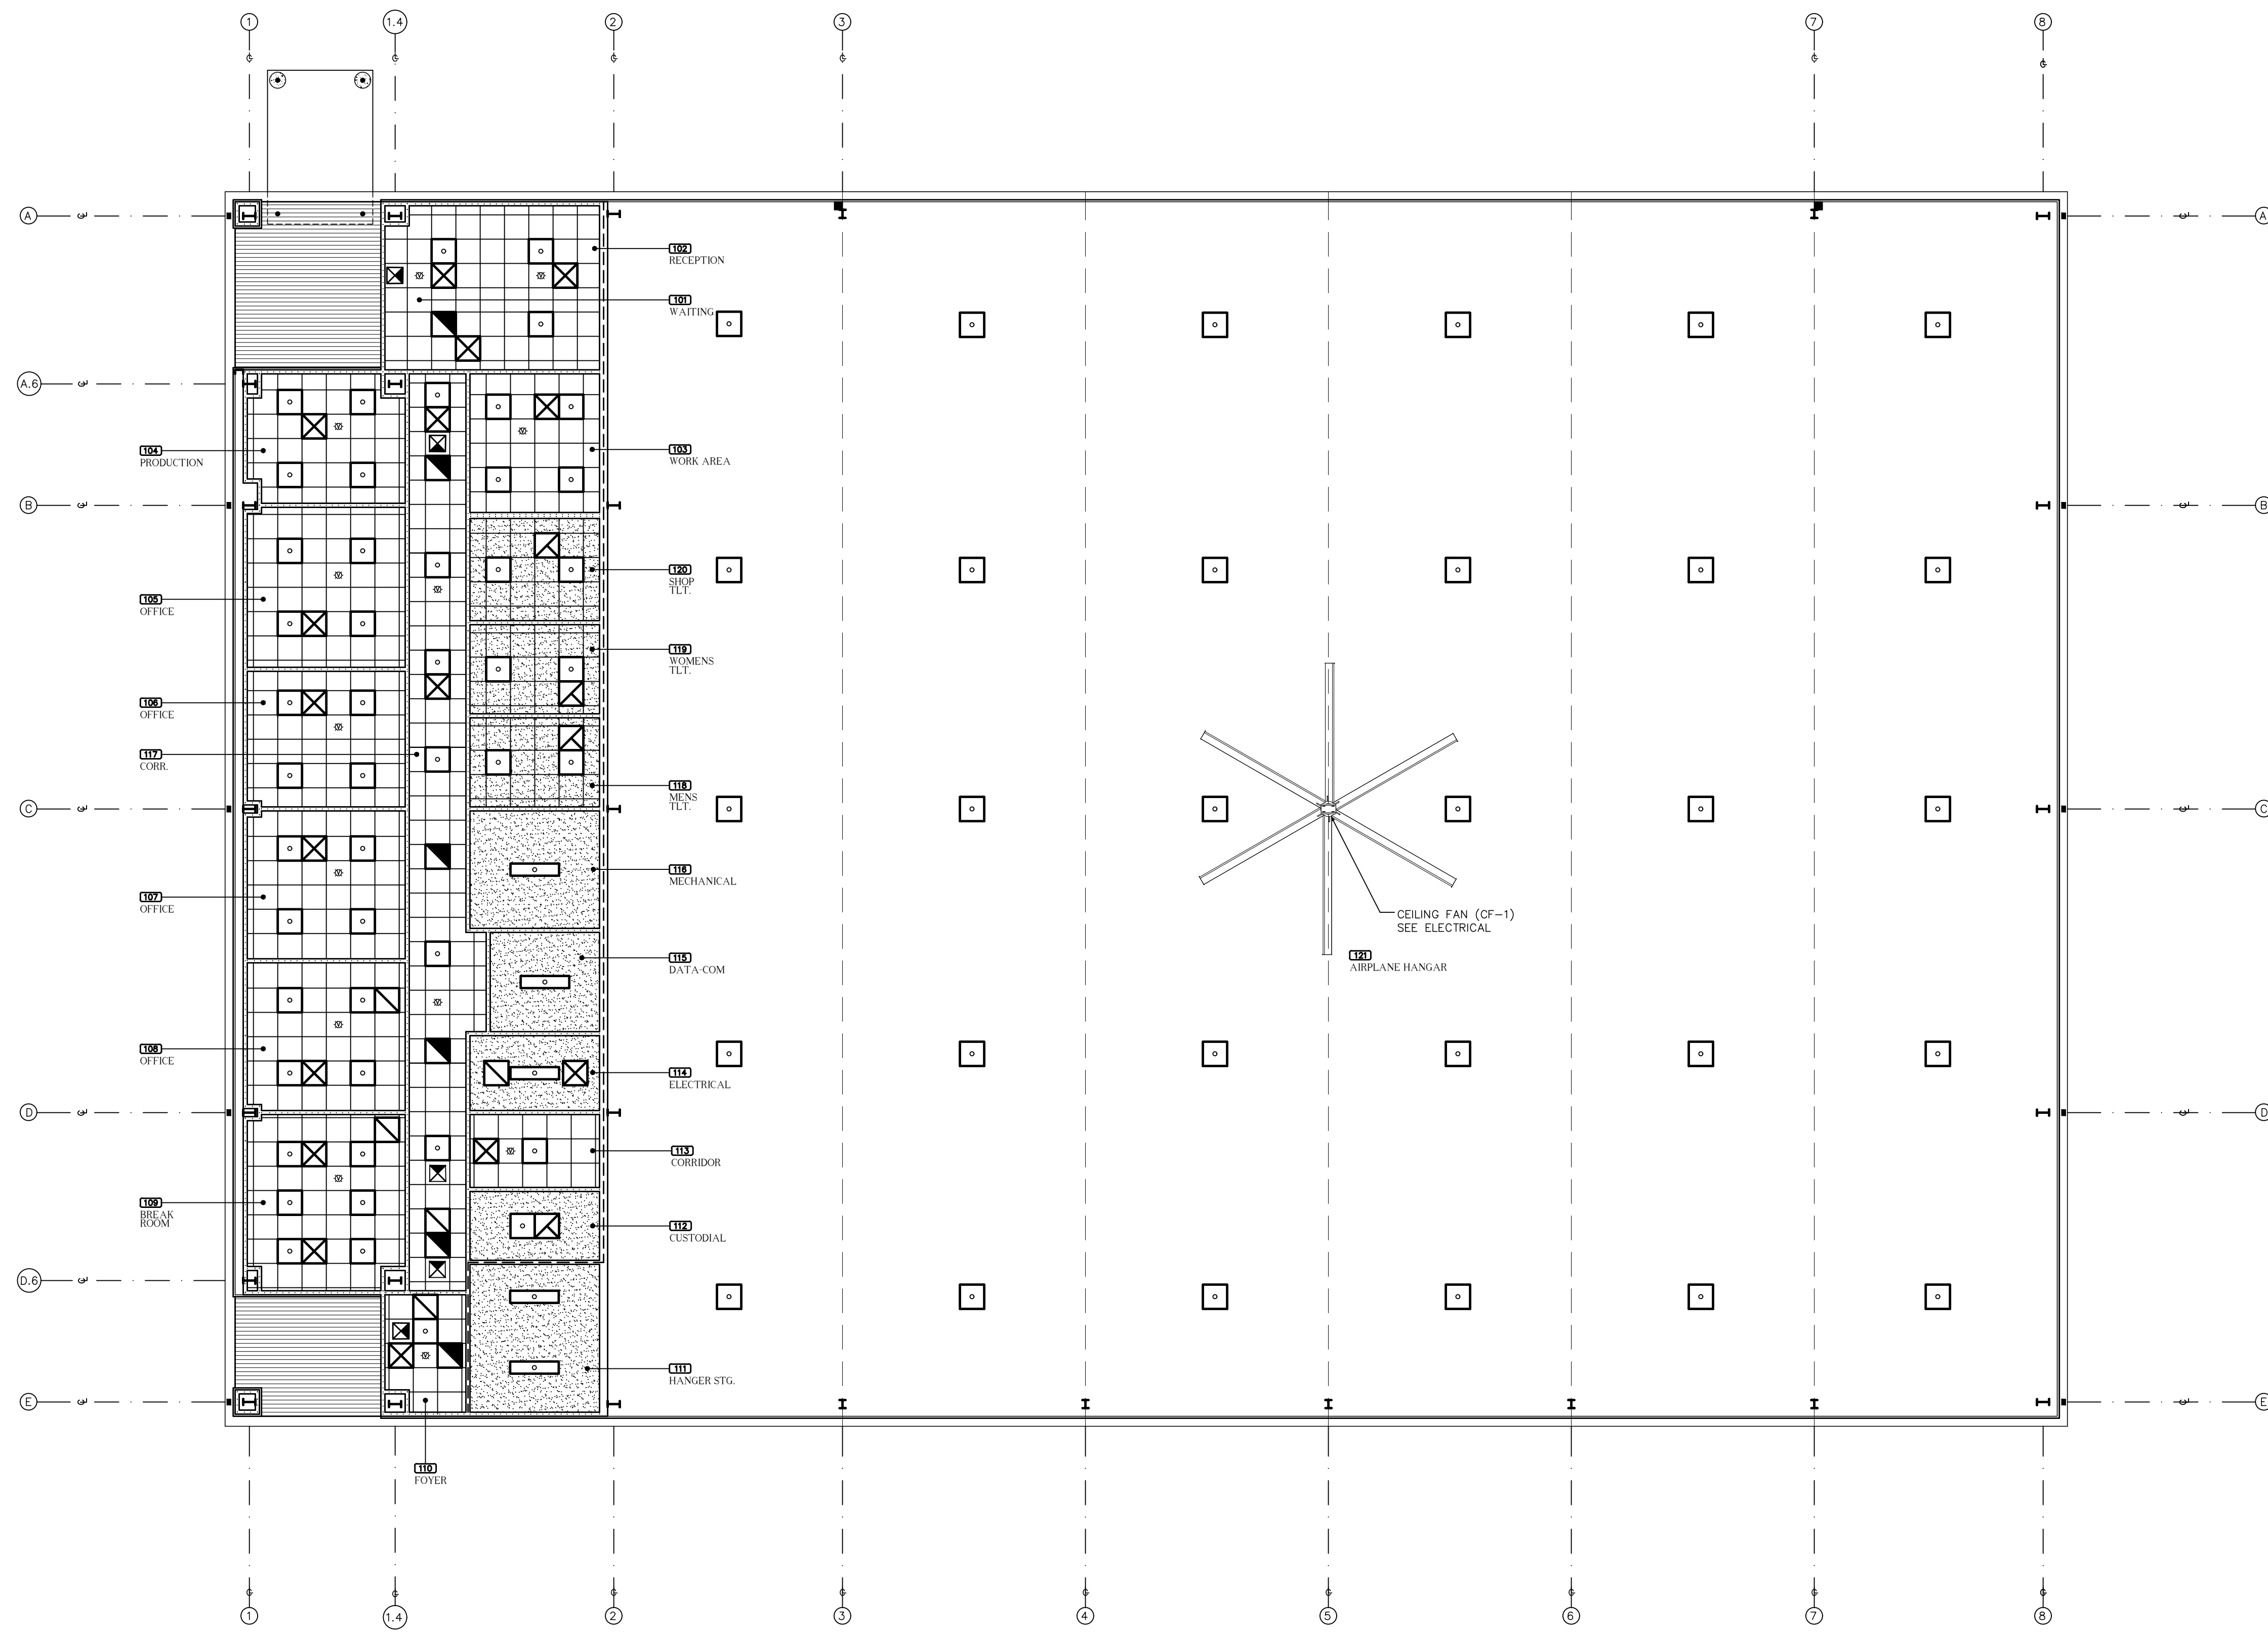 1
1.4
2
3
7
8
A
A
102
RECEPTION
101
WAITING
A.6
104
PRODUCTION
103
WORK AREA
B
B
120
SHOP
TLT.
105
OFFICE
119
WOMENS
TLT.
106
OFFICE
117
CORR.
118
MENS
TLT.
C
C
116
MECHANICAL
107
OFFICE
CEILING FAN (CF-1)
SEE ELECTRICAL
115
DATA-COM
121
AIRPLANE HANGAR
108
OFFICE
114
ELECTRICAL
D
D
113
CORRIDOR
109
BREAK
ROOM
112
CUSTODIAL
D.6
111
HANGER STG.
E
E
110
FOYER
1
1.4
2
3
4
5
6
7
8